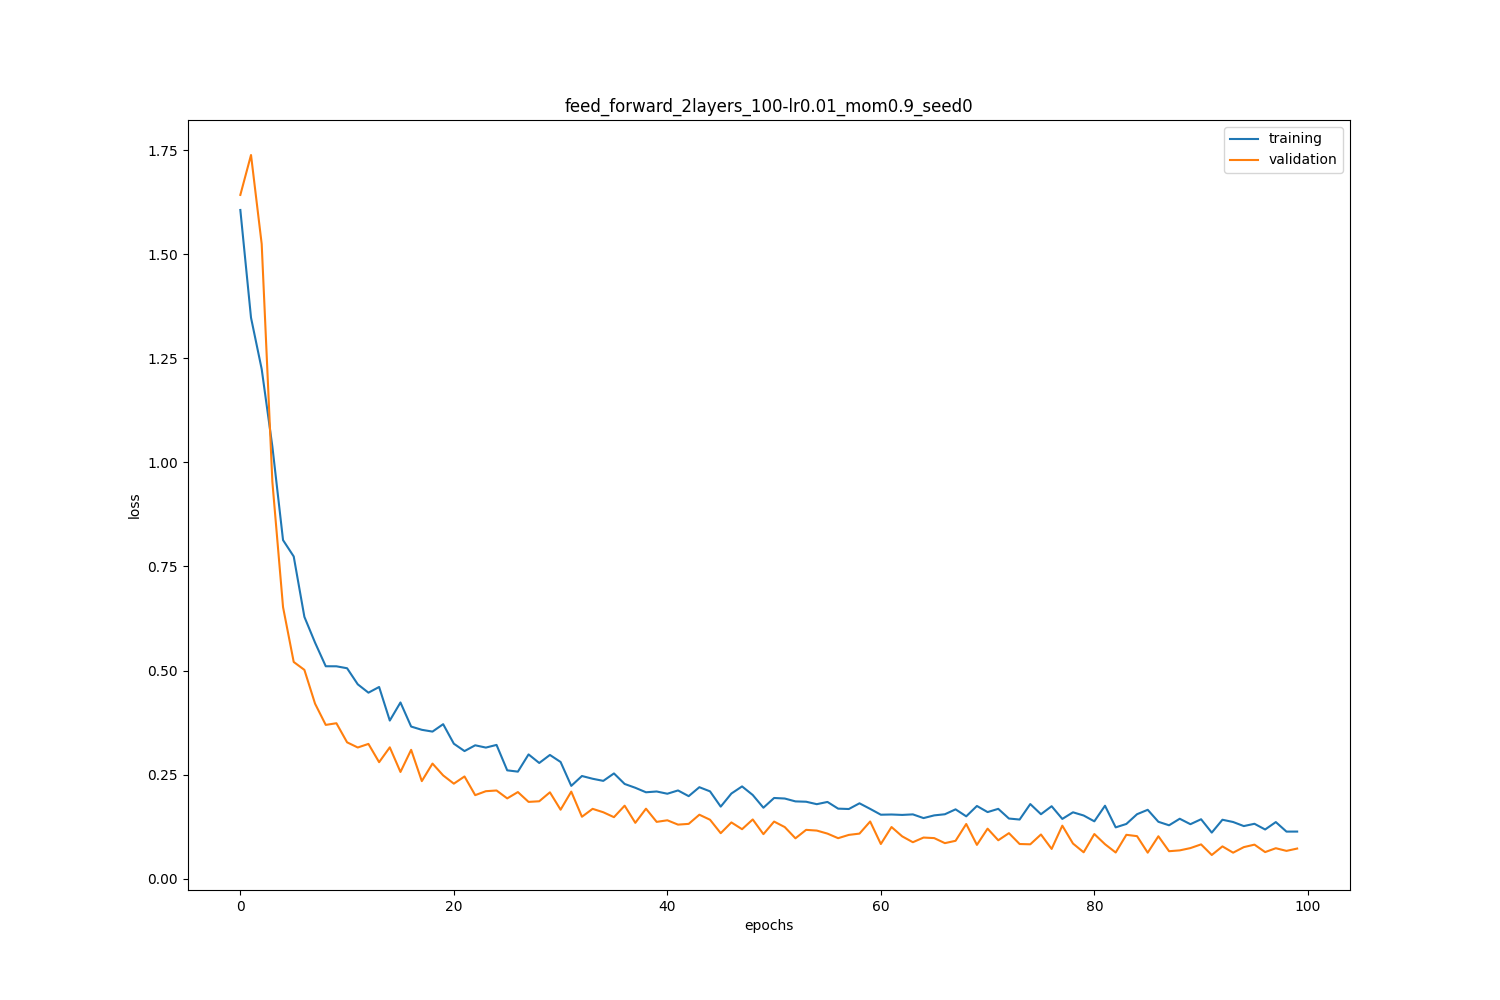 feed_forward_2layers_100-lr0.01_mom0.9_seed0
training
validation
1.75
1.50
1.25
1.00
0.75
0.50
0.25
0.00
loss
0 20 40 60 80 100
epochs